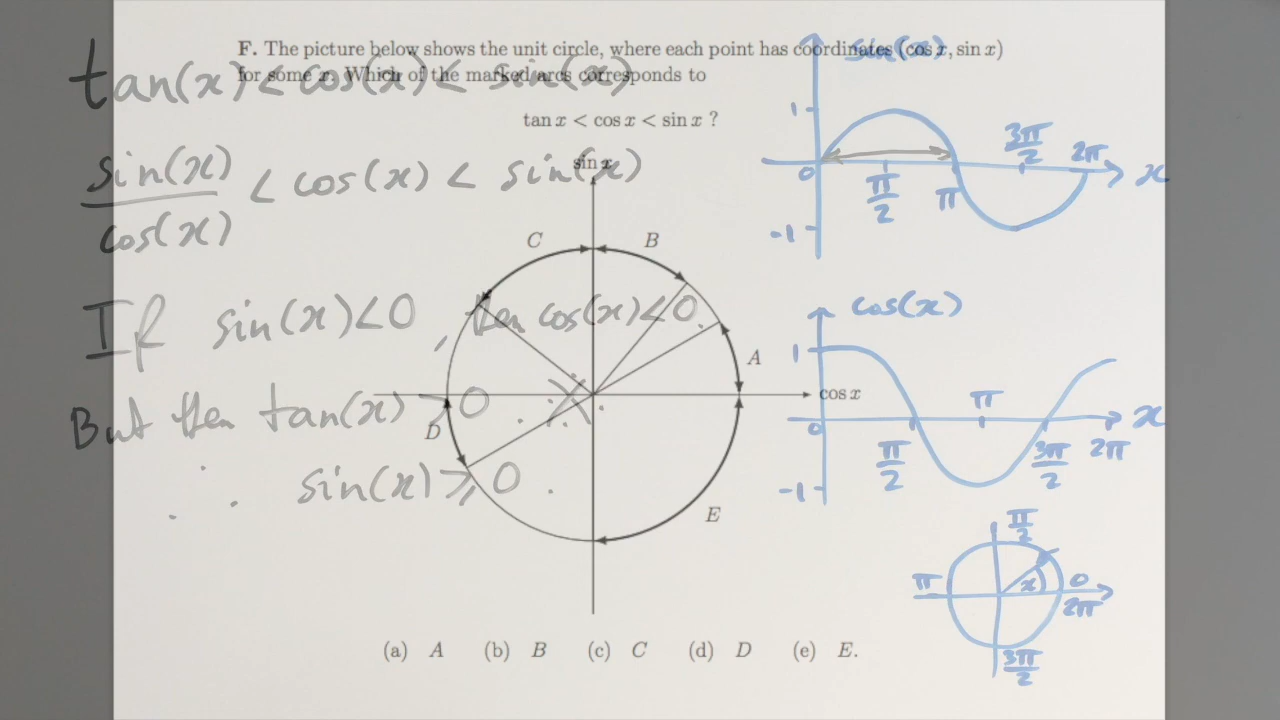 F. The picture below shows the unit circle, where each point has coordinates (cos x, sin x)
for some x. Which of the marked arcs corresponds to
tan x < cos x < sin x ?
sin x
C
B
A
cos x
D
E
(a) A (b) B (c) C (d) D (e) E.
tan(x) < cos(x) < sin(x)
sin(x)/cos(x) < cos(x) < sin(x)
If sin(x)<0, then cos(x)<0.
But then tan(x) > 0.
∴ sin(x) ⩾ 0.
sin(x)
1
0
π/2
π
3π/2
2π
x
-1
cos(x)
1
0
π/2
π
3π/2
2π
x
-1
π/2
π
x
0
2π
3π/2